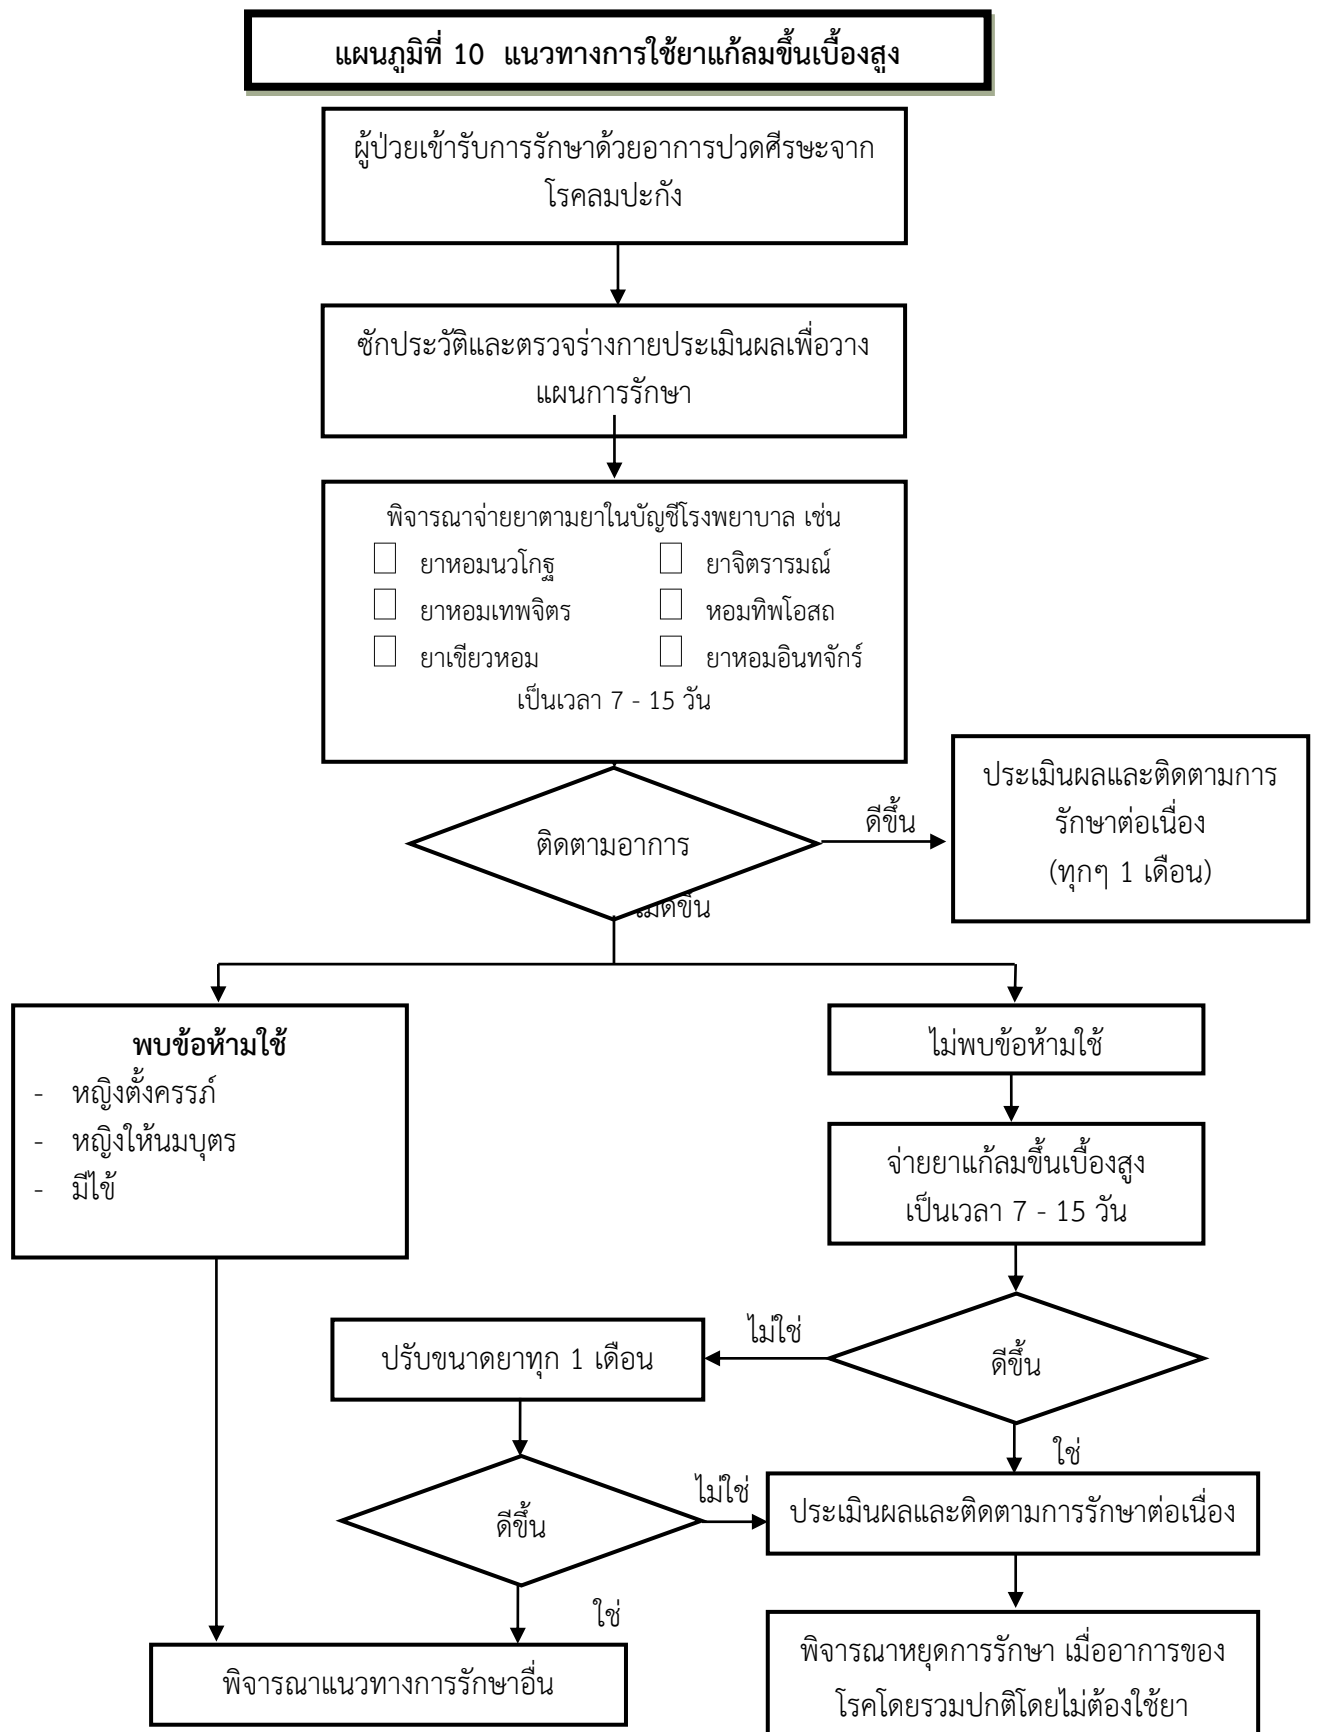 แผนภูมิที่ 10 แนวทางการใช้ยาแก้ลมขึ้นเบื้องสูง
ผู้ป่วยเข้ารับการรักษาด้วยอาการปวดศีรษะจาก
โรคลมปะกัง
ซักประวัติและตรวจร่างกายประเมินผลเพื่อวาง
แผนการรักษา
พิจารณาจ่ายยาตามยาในบัญชีโรงพยาบาล เช่น
ยาหอมนวโกฐ
ยาจิตรารมณ์
ยาหอมเทพจิตร
หอมทิพโอสถ
ยาเขียวหอม
ยาหอมอินทจักร์
เป็นเวลา 7 - 15 วัน
ประเมินผลและติดตามการ
รักษาต่อเนื่อง
(ทุกๆ 1 เดือน)
ดีขึ้น
ติดตามอาการ
ไม่ดีขึ้น
พบข้อห้ามใช้
- หญิงตั้งครรภ์
- หญิงให้นมบุตร
- มีไข้
ไม่พบข้อห้ามใช้
จ่ายยาแก้ลมขึ้นเบื้องสูง
เป็นเวลา 7 - 15 วัน
ไม่ใช่
ปรับขนาดยาทุก 1 เดือน
ดีขึ้น
ใช่
ไม่ใช่
ดีขึ้น
ประเมินผลและติดตามการรักษาต่อเนื่อง
ใช่
พิจารณาแนวทางการรักษาอื่น
พิจารณาหยุดการรักษา เมื่ออาการของ
โรคโดยรวมปกติโดยไม่ต้องใช้ยา